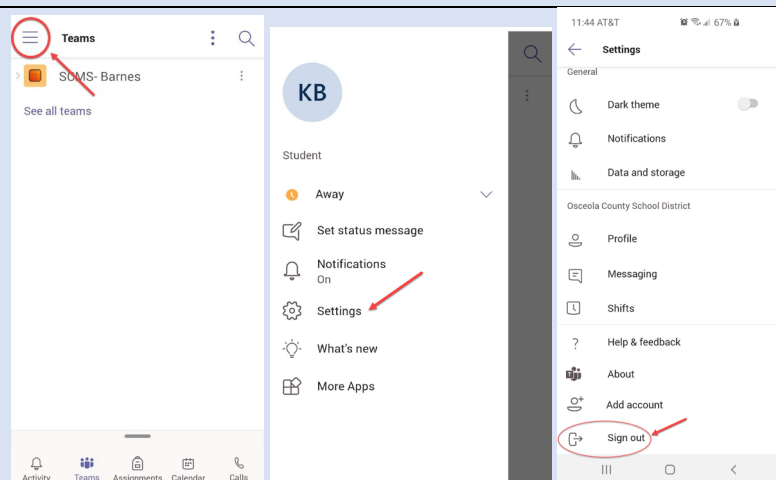 Teams
SCMS- Barnes
See all teams
Activity
Teams
Assignments
Calendar
Calls
KB
Student
Away
Set status message
Notifications
On
Settings
What's new
More Apps
11:44 AT&T
67%
Settings
General
Dark theme
Notifications
Data and storage
Osceola County School District
Profile
Messaging
Shifts
Help & feedback
About
Add account
Sign out